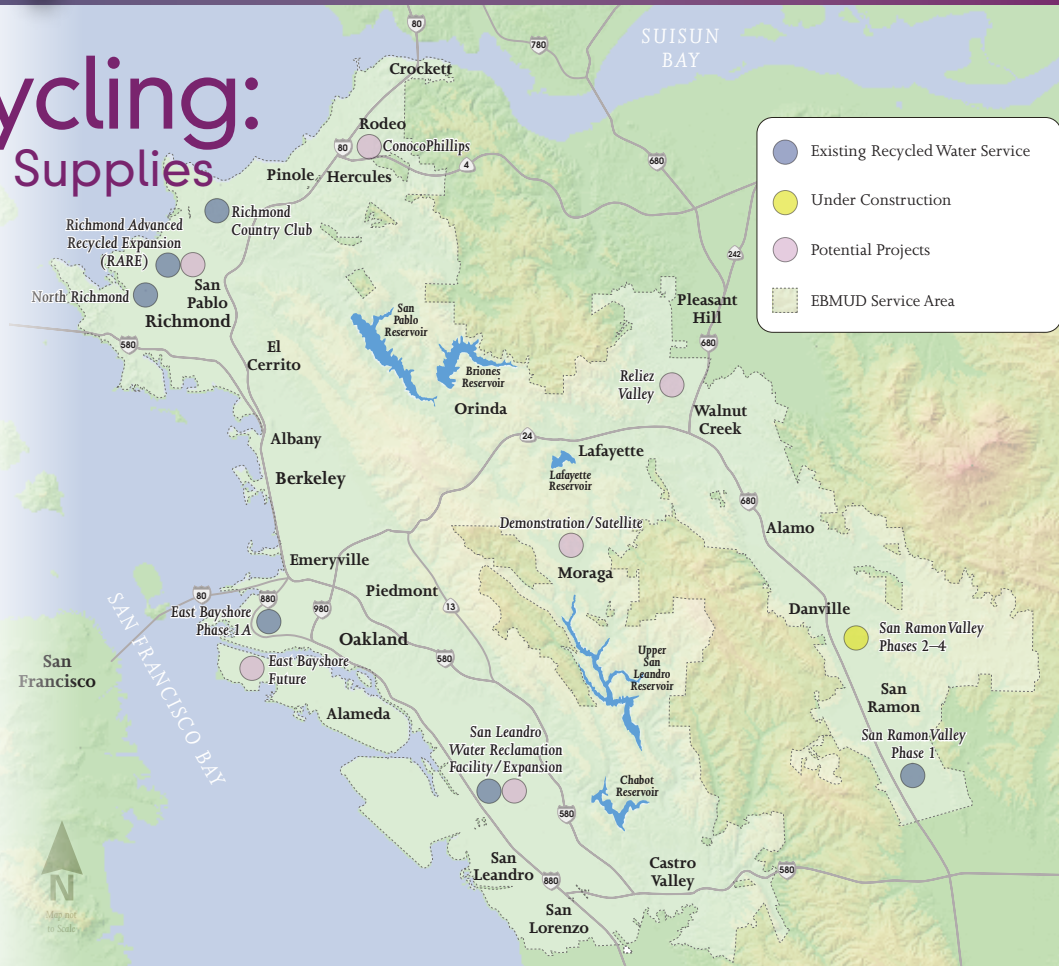 ycling:
Supplies
80
780
SUISUN
BAY
Crockett
Rodeo
80
ConocoPhillips
4
680
Pinole
Hercules
Richmond
Country Club
Richmond Advanced
Recycled Expansion
(RARE)
North Richmond
San
Pablo
Richmond
580
El
Cerrito
San
Pablo
Reservoir
Briones
Reservoir
Orinda
242
Pleasant
Hill
680
Reliez
Valley
Walnut
Creek
Existing Recycled Water Service
Under Construction
Potential Projects
EBMUD Service Area
Albany
Berkeley
24
Lafayette
Lafayette
Reservoir
680
Alamo
Demonstration/Satellite
Moraga
Emeryville
Piedmont
80
880
980
13
East Bayshore
Phase 1A
Oakland
580
East Bayshore
Future
Alameda
SAN FRANCISCO BAY
San
Francisco
Danville
San Ramon Valley
Phases 2–4
Upper
San
Leandro
Reservoir
San
Ramon
San Ramon Valley
Phase 1
San Leandro
Water Reclamation
Facility/Expansion
Chabot
Reservoir
580
San
Leandro
880
Castro
Valley
580
San
Lorenzo
N
Map not
to Scale